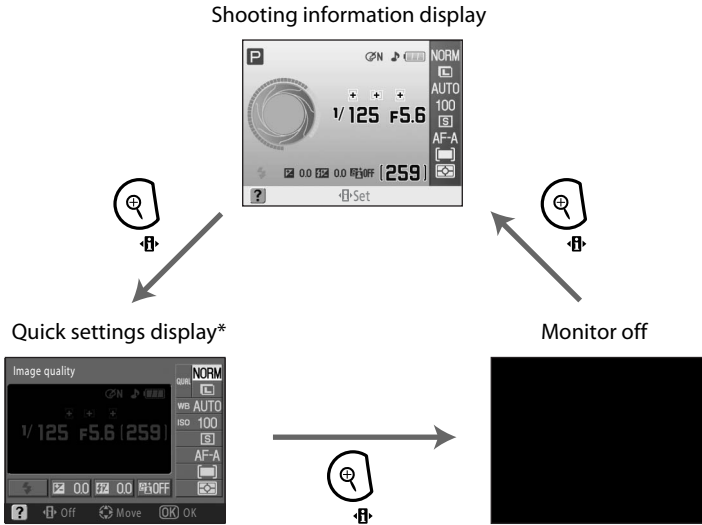 Shooting information display
P N NORM
L
AUTO
1/125 F5.6 100
S
AF-A
0.0 0.0 OFF [259]
? i Set
Quick settings display*
Monitor off
Image quality
N QUAL NORM
L
WB AUTO
1/125 F5.6 [259] ISO 100
S
AF-A
0.0 0.0 OFF
? i Off Move OK OK